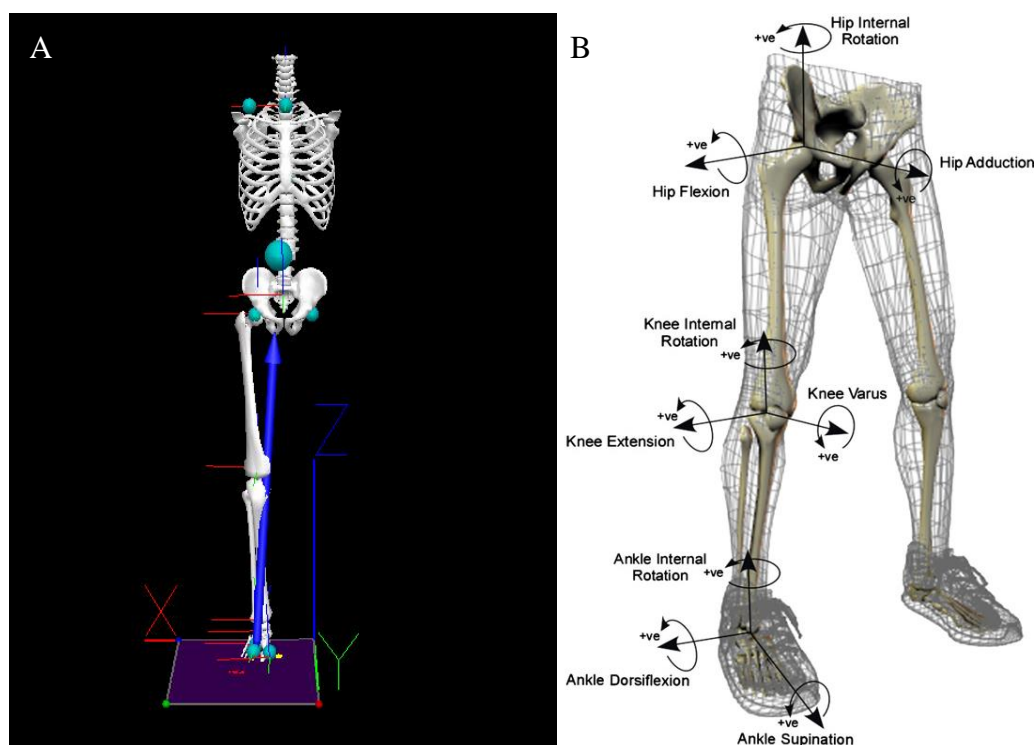 A
X
Z
Y
B
Hip Internal
Rotation
+ve
+ve
Hip Flexion
Hip Adduction
+ve
Knee Internal
Rotation
+ve
Knee Varus
+ve
Knee Extension
+ve
Ankle Internal
Rotation
+ve
+ve
Ankle Dorsiflexion
+ve
Ankle Supination